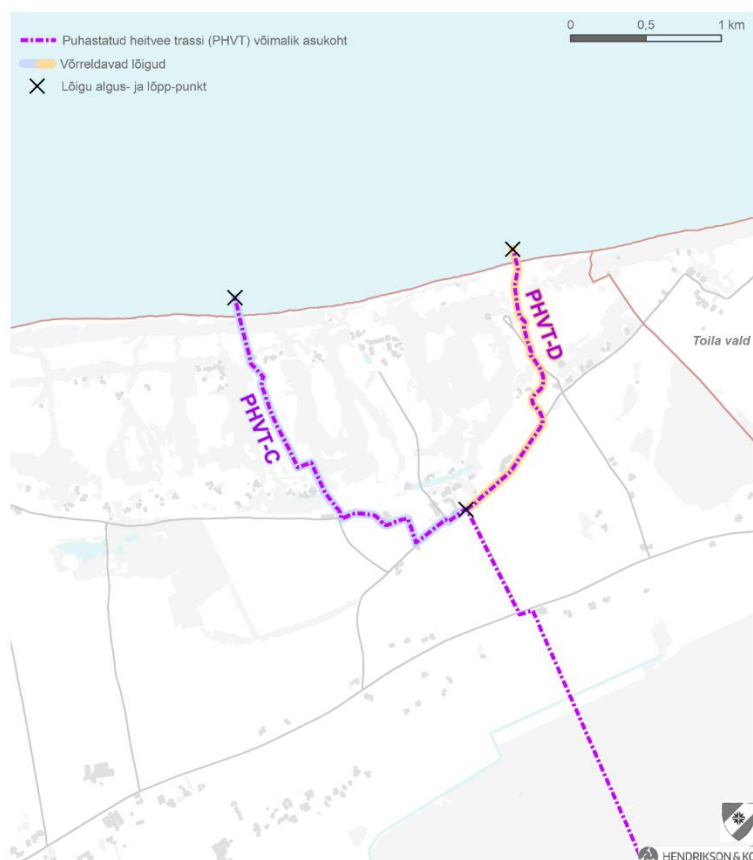 0 0,5 1 km
Puhastatud heitvee trassi (PHVT) võimalik asukoht
Võrreldavad lõigud
Lõigu algus- ja lõpp-punkt
PHVT-D
Toila vald
PHVT-C
HENDRIKSON & KO